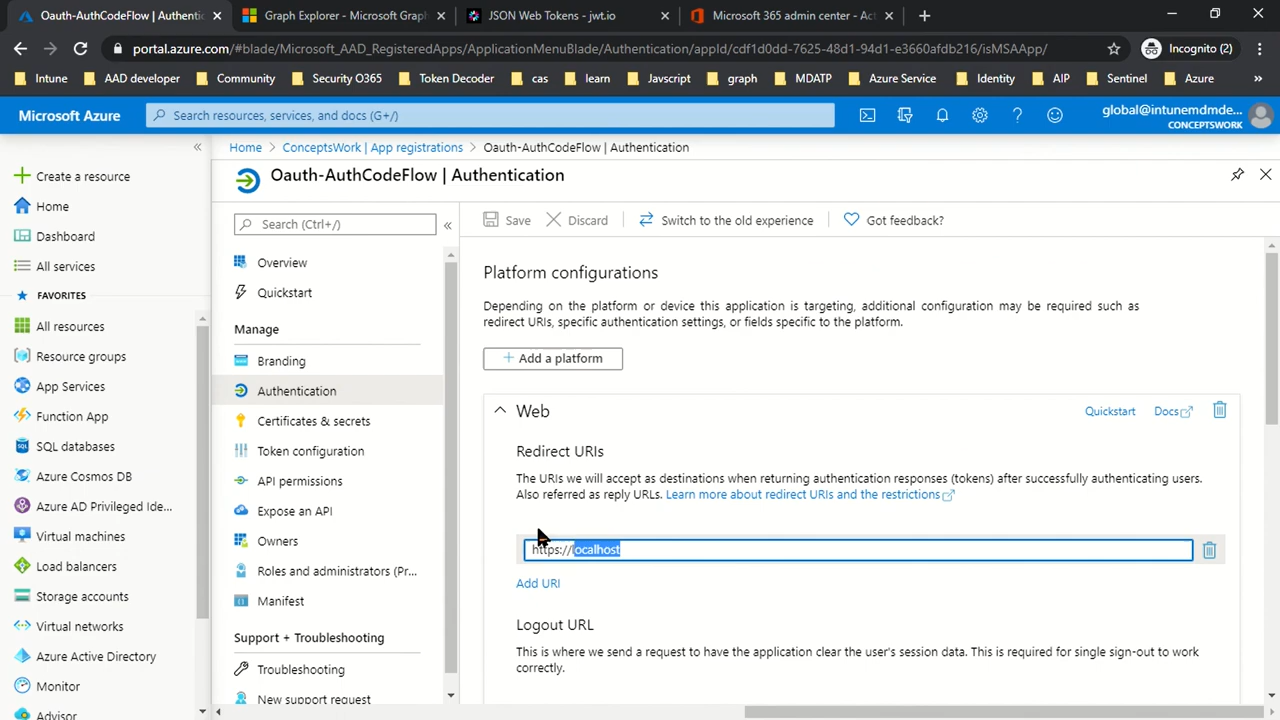 Oauth-AuthCodeFlow | Authentic
Graph Explorer - Microsoft Graph
JSON Web Tokens - jwt.io
Microsoft 365 admin center - Act
portal.azure.com/#blade/Microsoft_AAD_RegisteredApps/ApplicationMenuBlade/Authentication/appId/cdf1d0dd-7625-48d1-94d1-e3660afdb216/isMSAApp/
Incognito (2)
Intune
AAD developer
Community
Security O365
Token Decoder
cas
learn
Javscript
graph
MDATP
Azure Service
Identity
AIP
Sentinel
Azure
Microsoft Azure
Search resources, services, and docs (G+/)
global@intunemdmde...
CONCEPTSWORK
Create a resource
Home
Dashboard
All services
FAVORITES
All resources
Resource groups
App Services
Function App
SQL databases
Azure Cosmos DB
Azure AD Privileged Ide...
Virtual machines
Load balancers
Storage accounts
Virtual networks
Azure Active Directory
Monitor
Advisor
Home > ConceptsWork | App registrations > Oauth-AuthCodeFlow | Authentication
Oauth-AuthCodeFlow | Authentication
Search (Ctrl+/)
Overview
Quickstart
Manage
Branding
Authentication
Certificates & secrets
Token configuration
API permissions
Expose an API
Owners
Roles and administrators (Pr...
Manifest
Support + Troubleshooting
Troubleshooting
New support request
Save
Discard
Switch to the old experience
Got feedback?
Platform configurations
Depending on the platform or device this application is targeting, additional configuration may be required such as
redirect URIs, specific authentication settings, or fields specific to the platform.
+ Add a platform
Web
Quickstart
Docs
Redirect URIs
The URIs we will accept as destinations when returning authentication responses (tokens) after successfully authenticating users.
Also referred as reply URLs. Learn more about redirect URIs and the restrictions
https://localhost
Add URI
Logout URL
This is where we send a request to have the application clear the user's session data. This is required for single sign-out to work
correctly.